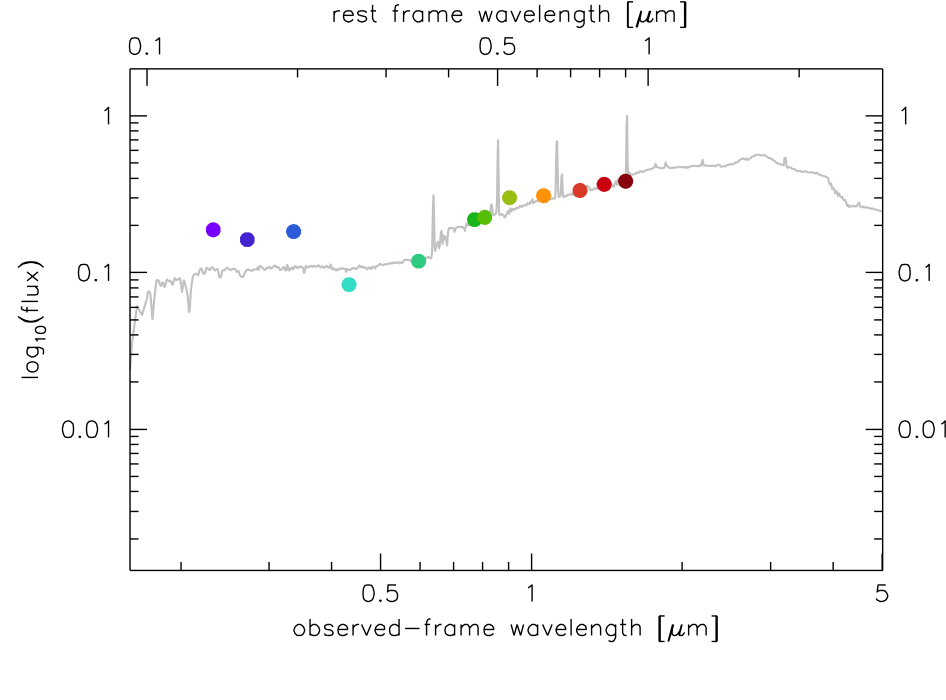 rest frame wavelength [μm]
0.1 0.5 1
1 1
0.1 0.1
log10(flux)
0.01 0.01
0.5 1 5
observed-frame wavelength [μm]